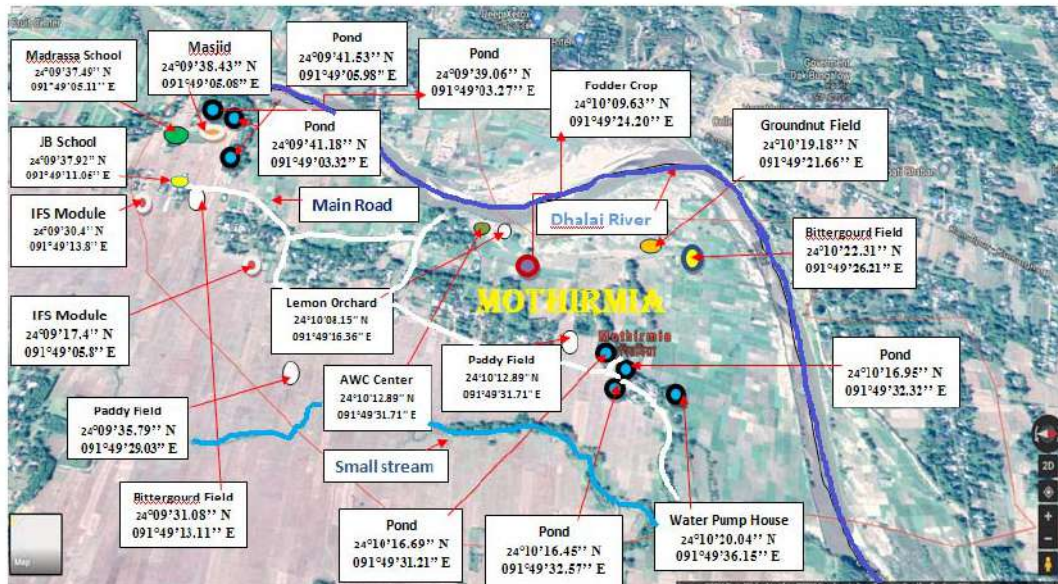 Madrassa School
24°09'37.49'' N
091°49'05.11'' E
Masjid
24°09'38.43'' N
091°49'05.08'' E
Pond
24°09'41.53'' N
091°49'05.98'' E
Pond
24°09'39.06'' N
091°49'03.27'' E
Fodder Crop
24°10'09.63'' N
091°49'24.20'' E
Groundnut Field
24°10'19.18'' N
091°49'21.66'' E
JB School
24°09'37.92'' N
091°49'11.06'' E
Pond
24°09'41.18'' N
091°49'03.32'' E
IFS Module
24°09'30.4'' N
091°49'13.8'' E
Main Road
Dhalai River
Bittergourd Field
24°10'22.31'' N
091°49'26.21'' E
IFS Module
24°09'17.4'' N
091°49'05.8'' E
Lemon Orchard
24°10'08.15'' N
091°49'16.36'' E
MOTHIRMIA
Mothirmia
Paddy Field
24°10'12.89'' N
091°49'31.71'' E
Pond
24°10'16.95'' N
091°49'32.32'' E
Paddy Field
24°09'35.79'' N
091°49'29.03'' E
AWC Center
24°10'12.89'' N
091°49'31.71'' E
Small stream
Bittergourd Field
24°09'31.08'' N
091°49'13.11'' E
Pond
24°10'16.69'' N
091°49'31.21'' E
Pond
24°10'16.45'' N
091°49'32.57'' E
Water Pump House
24°10'20.04'' N
091°49'36.15'' E
2D
Map